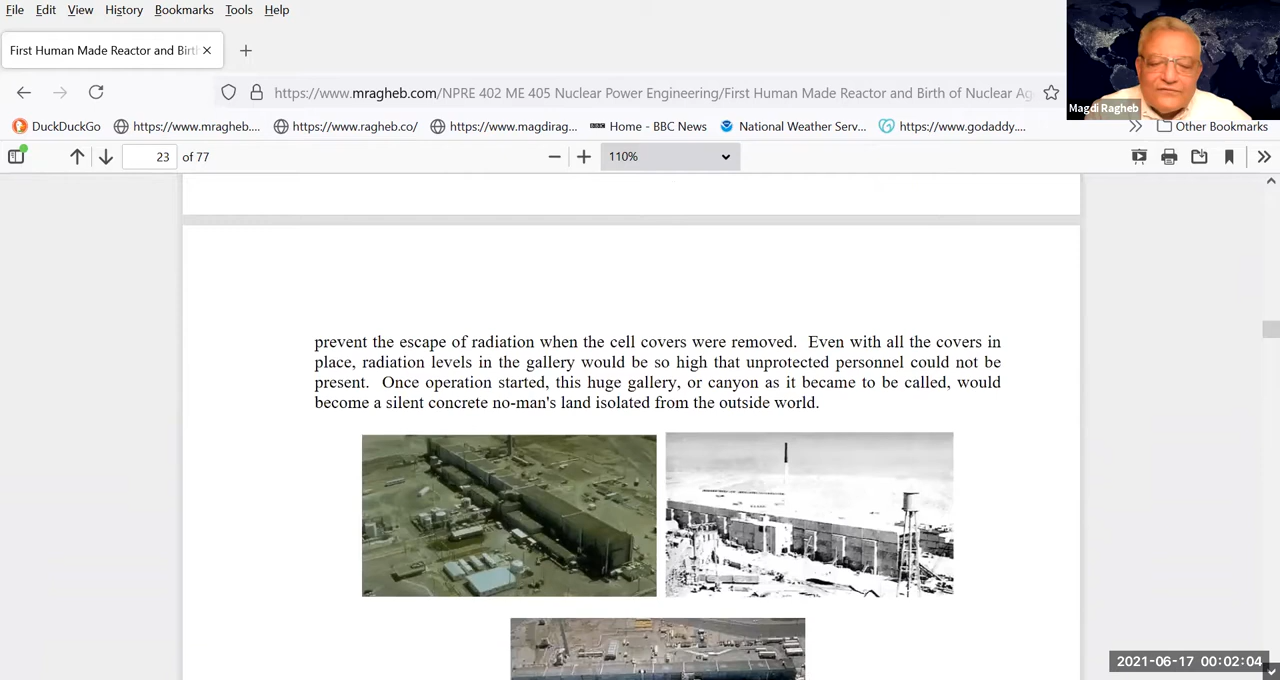 File Edit View History Bookmarks Tools Help
First Human Made Reactor and Birt
https://www.mragheb.com/NPRE 402 ME 405 Nuclear Power Engineering/First Human Made Reactor and Birth of Nuclear Ag
Magdi Ragheb
DuckDuckGo https://www.mragheb.... https://www.ragheb.co/ https://www.magdirag... BBC Home - BBC News National Weather Serv... https://www.godaddy.... Other Bookmarks
23 of 77 110%
prevent the escape of radiation when the cell covers were removed. Even with all the covers in
place, radiation levels in the gallery would be so high that unprotected personnel could not be
present. Once operation started, this huge gallery, or canyon as it became to be called, would
become a silent concrete no-man's land isolated from the outside world.
2021-06-17 00:02:04